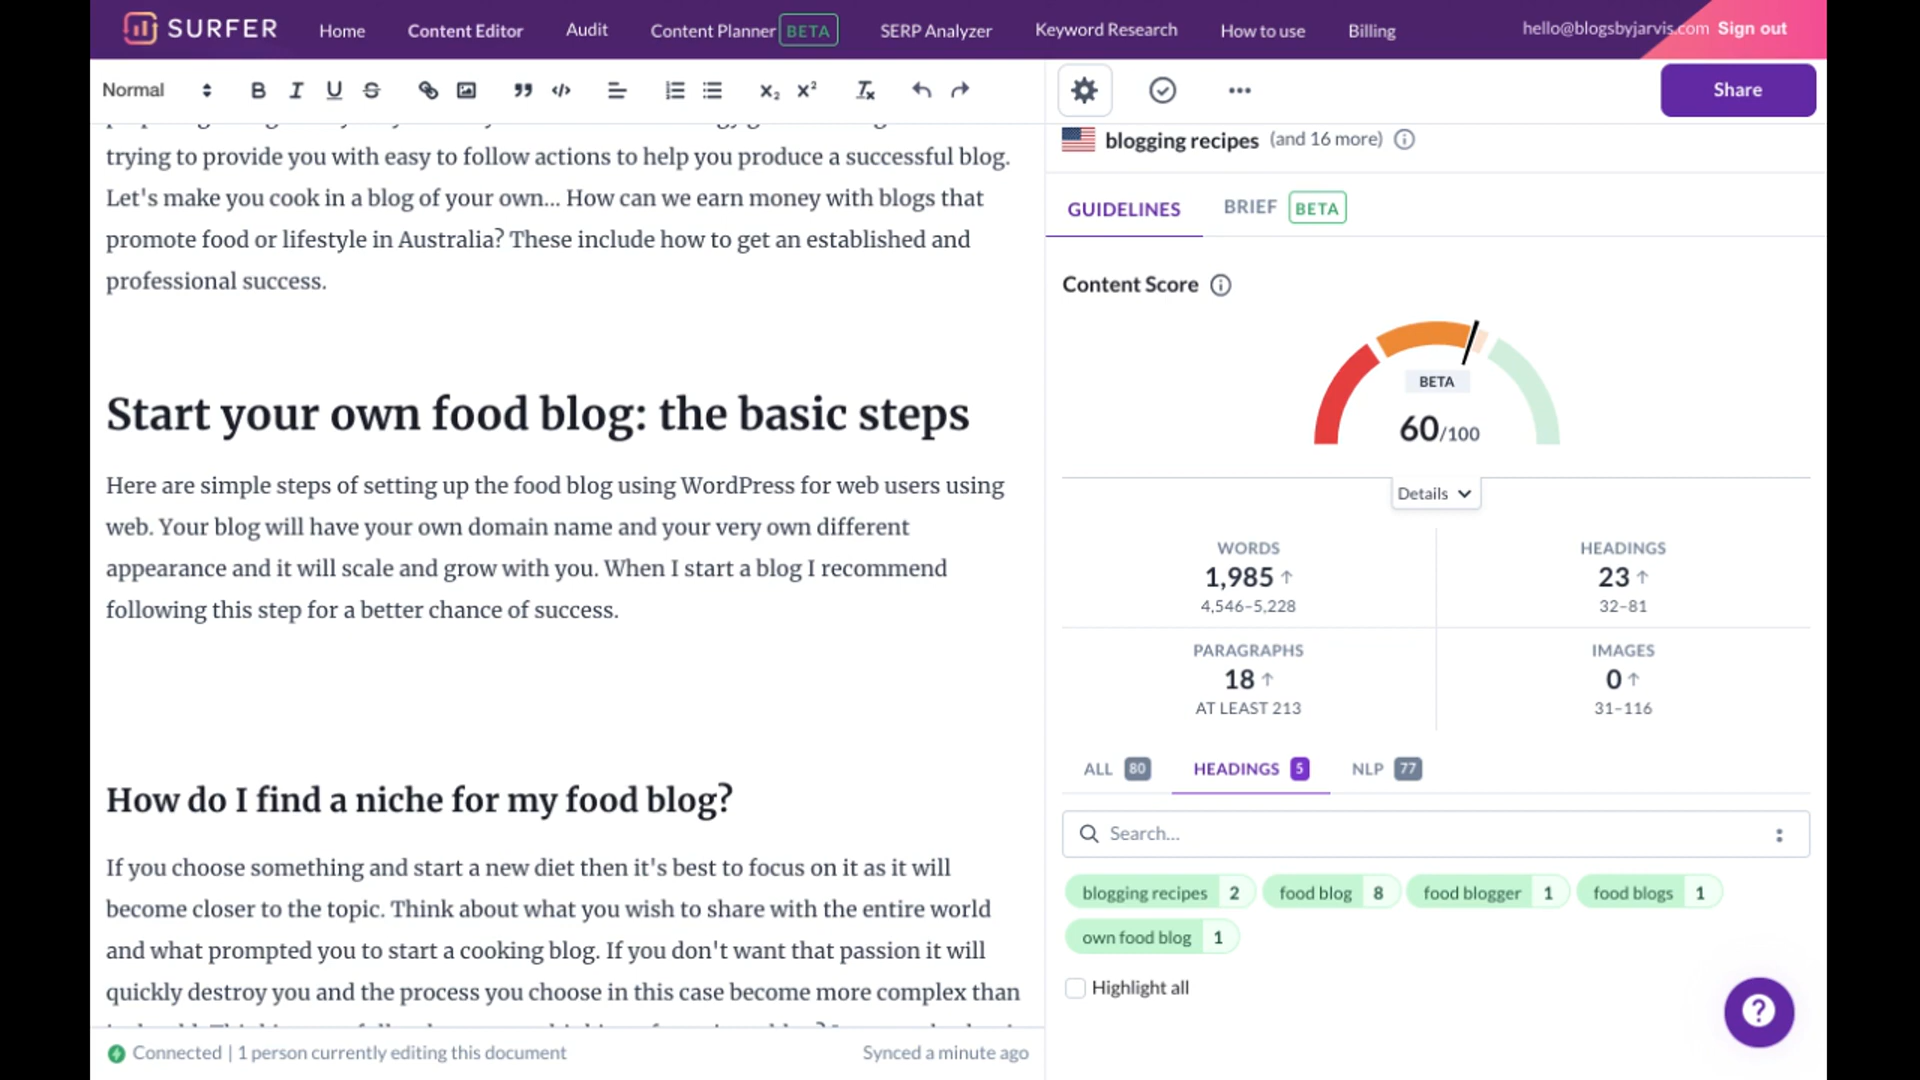 SURFER
Home
Content Editor
Audit
Content Planner BETA
SERP Analyzer
Keyword Research
How to use
Billing
hello@blogsbyjarvis.com
Sign out
Normal
Share
trying to provide you with easy to follow actions to help you produce a successful blog.
Let's make you cook in a blog of your own... How can we earn money with blogs that
promote food or lifestyle in Australia? These include how to get an established and
professional success.
Start your own food blog: the basic steps
Here are simple steps of setting up the food blog using WordPress for web users using
web. Your blog will have your own domain name and your very own different
appearance and it will scale and grow with you. When I start a blog I recommend
following this step for a better chance of success.
How do I find a niche for my food blog?
If you choose something and start a new diet then it's best to focus on it as it will
become closer to the topic. Think about what you wish to share with the entire world
and what prompted you to start a cooking blog. If you don't want that passion it will
quickly destroy you and the process you choose in this case become more complex than
Connected | 1 person currently editing this document
Synced a minute ago
blogging recipes (and 16 more)
GUIDELINES
BRIEF BETA
Content Score
BETA
60/100
Details
WORDS
1,985
4,546–5,228
HEADINGS
23
32–81
PARAGRAPHS
18
AT LEAST 213
IMAGES
0
31–116
ALL 80
HEADINGS 5
NLP 77
Search...
blogging recipes 2
food blog 8
food blogger 1
food blogs 1
own food blog 1
Highlight all